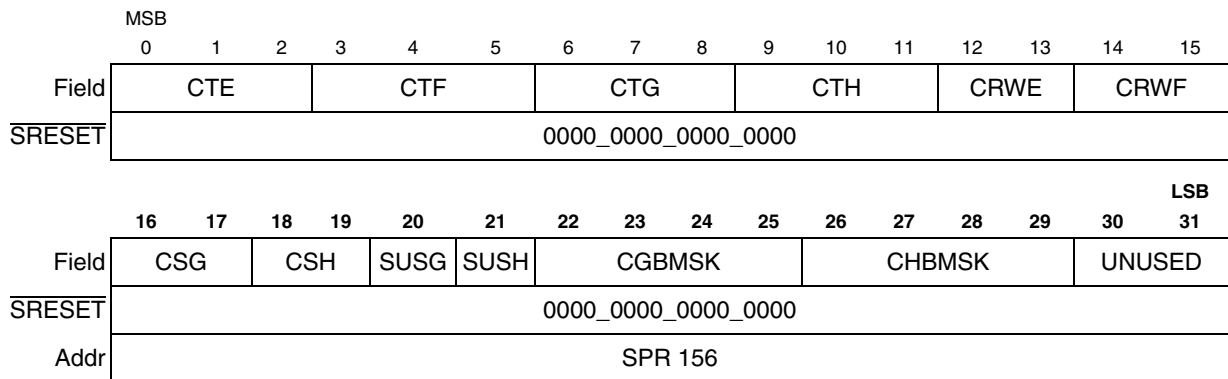 MSB
0 1 2 3 4 5 6 7 8 9 10 11 12 13 14 15
Field CTE CTF CTG CTH CRWE CRWF
SRESET 0000_0000_0000_0000
LSB
16 17 18 19 20 21 22 23 24 25 26 27 28 29 30 31
Field CSG CSH SUSG SUSH CGBMSK CHBMSK UNUSED
SRESET 0000_0000_0000_0000
Addr SPR 156